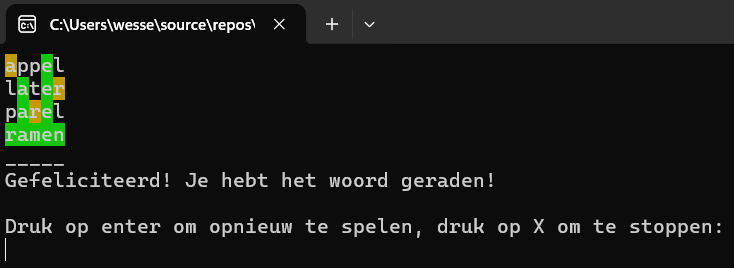 C:\Users\wesse\source\repos\
appel
later
parel
ramen
_____
Gefeliciteerd! Je hebt het woord geraden!
Druk op enter om opnieuw te spelen, druk op X om te stoppen: